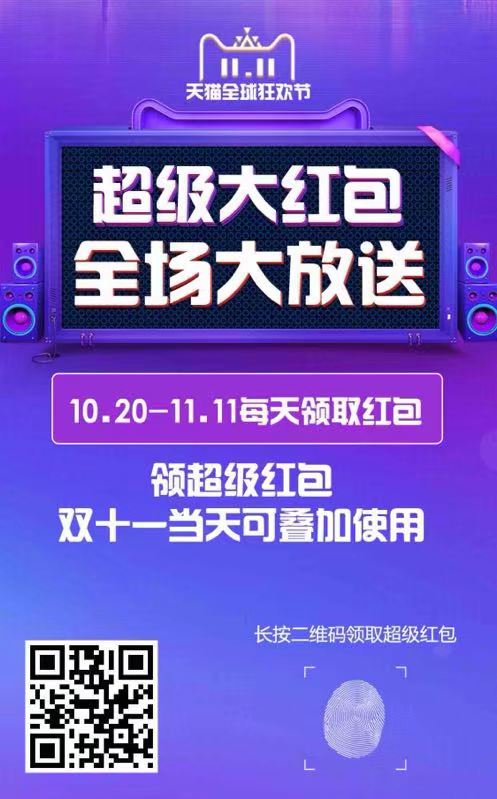 11.11
天猫全球狂欢节
超级大红包
全场大放送
10.20-11.11每天领取红包
领超级红包
双十一当天可叠加使用
长按二维码领取超级红包